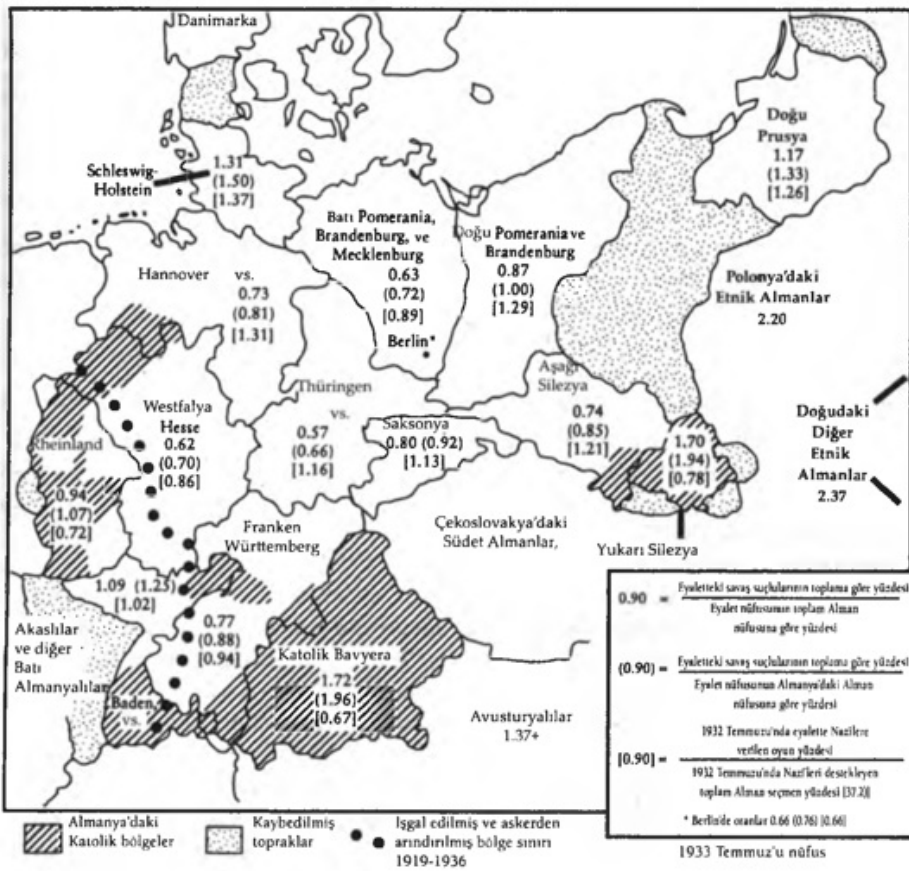 Danimarka
Schleswig-
Holstein
1.31
(1.50)
[1.37]
Doğu
Prusya
1.17
(1.33)
[1.26]
Batı Pomerania,
Brandenburg, ve
Mecklenburg
0.63
(0.72)
[0.89]
Berlin*
Doğu Pomerania ve
Brandenburg
0.87
(1.00)
[1.29]
Hannover vs.
0.73
(0.81)
[1.31]
Polonya'daki
Etnik Almanlar
2.20
Aşağı
Silezya
0.74
(0.85)
[1.21]
Thüringen
vs.
0.57
(0.66)
[1.16]
Saksonya
0.80 (0.92)
[1.13]
Westfalya
Hesse
0.62
(0.70)
[0.86]
Rheinland
0.94
(1.07)
[0.72]
1.70
(1.94)
[0.78]
Yukarı Silezya
Doğudaki
Diğer
Etnik
Almanlar
2.37
Çekoslovakya'daki
Südet Almanlar,
Franken
Württemberg
1.09 (1.25)
[1.02]
0.77
(0.88)
[0.94]
Akaslılar
ve diğer
Batı
Almanyalılar
Baden,
vs.
Katolik Bavyera
1.72
(1.96)
[0.67]
Avusturyalılar
1.37+
0.90 = Eyaletteki savaş suçlularının toplama göre yüzdesi
Eyalet nüfusunun toplam Alman
nüfusuna göre yüzdesi
(0.90) = Eyaletteki savaş suçlularının toplama göre yüzdesi
Eyalet nüfusunun Almanya'daki Alman
nüfusuna göre yüzdesi
[0.90] = 1932 Temmuzu'nda eyalette Nazilere
verilen oyun yüzdesi
1932 Temmuzu'nda Nazi'leri destekleyen
toplam Alman seçmen yüzdesi [37.2)]
* Berlin'de oranlar 0.66 (0.76) [0.66]
Almanya'daki
Katolik bölgeler
Kaybedilmiş
topraklar
İşgal edilmiş ve askerden
arındırılmış bölge sınırı
1919-1936
1933 Temmuz'u nüfus